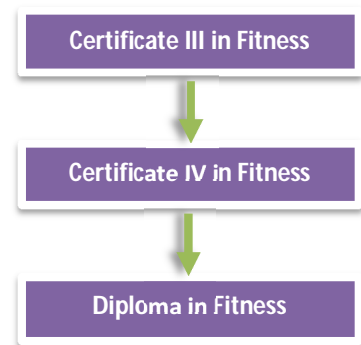 Certificate III in Fitness
Certificate IV in Fitness
Diploma in Fitness